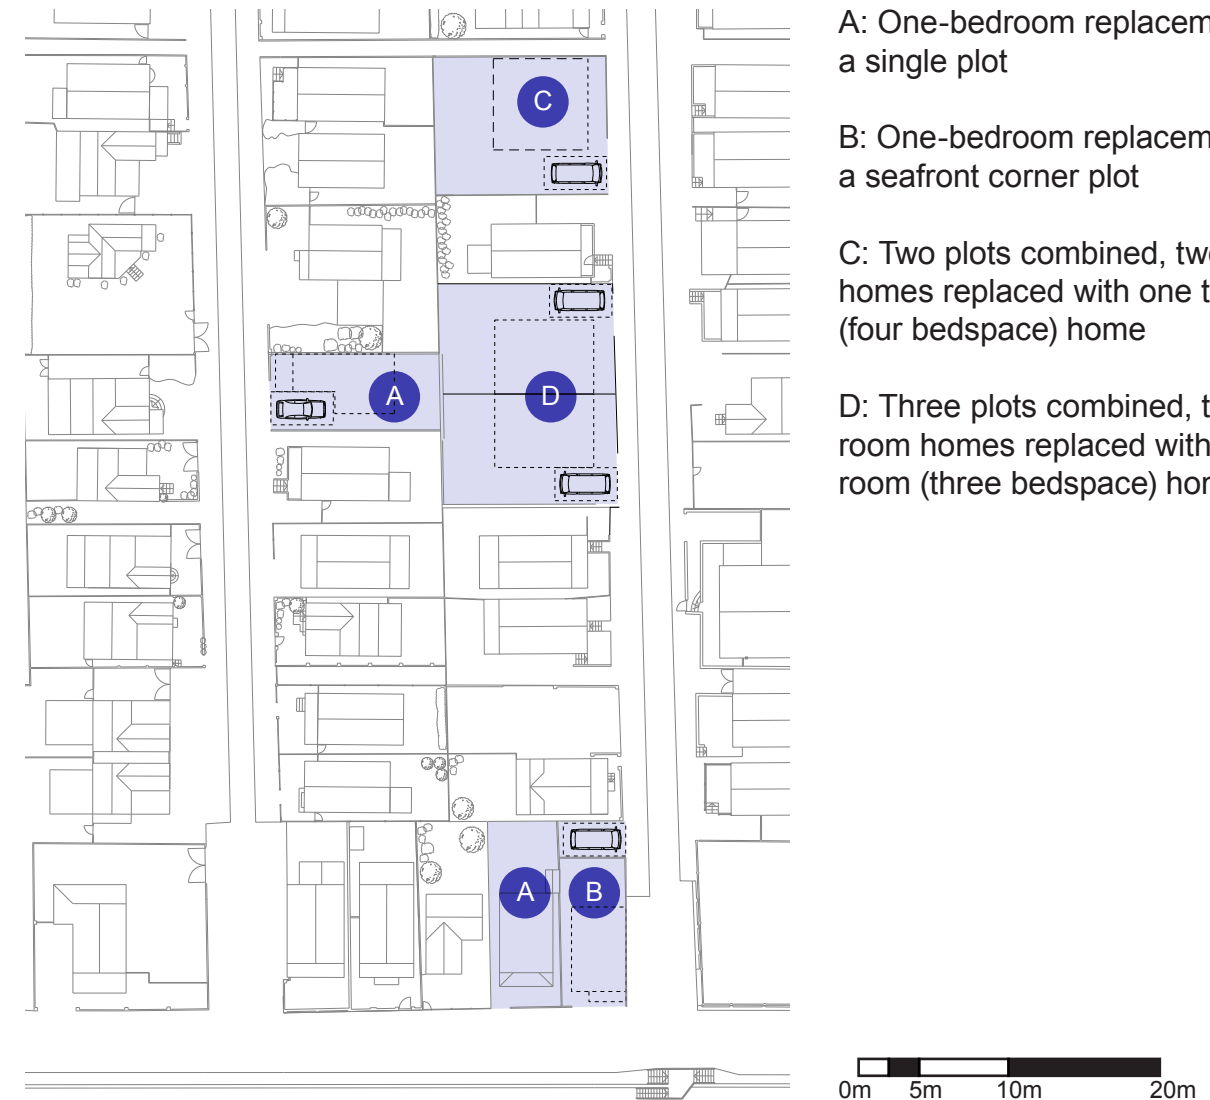 A: One-bedroom replacem
a single plot
B: One-bedroom replacem
a seafront corner plot
C: Two plots combined, tw
homes replaced with one t
(four bedspace) home
D: Three plots combined, t
room homes replaced with
room (three bedspace) hor
C
A
D
A
B
0m 5m 10m 20m